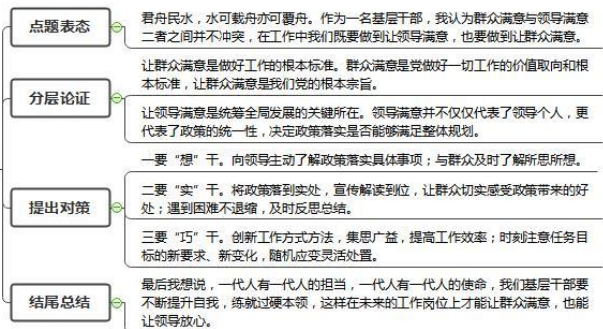 点题表态
君舟民水，水可载舟亦可覆舟。作为一名基层干部，我认为群众满意与领导满意
二者之间并不冲突，在工作中我们既要做到让领导满意，也要做到让群众满意。
分层论证
让群众满意是做好工作的根本标准。群众满意是党做好一切工作的价值取向和根
本标准，让群众满意是我们党的根本宗旨。
让领导满意是统筹全局发展的关键所在。领导满意并不仅仅代表了领导个人，更
代表了政策的统一性，决定政策落实是否能够满足整体规划。
提出对策
一要“想”干。向领导主动了解政策落实具体事项；与群众及时了解所思所想。
二要“实”干。将政策落到实处，宣传解读到位，让群众切实感受政策带来的好
处；遇到困难不退缩，及时反思总结。
三要“巧”干。创新工作方式方法，集思广益，提高工作效率；时刻注意任务目
标的新要求、新变化，随机应变灵活处置。
结尾总结
最后我想说，一代人有一代人的担当，一代人有一代人的使命，我们基层干部要
不断提升自我，练就过硬本领，这样在未来的工作岗位上才能让群众满意，也能
让领导放心。